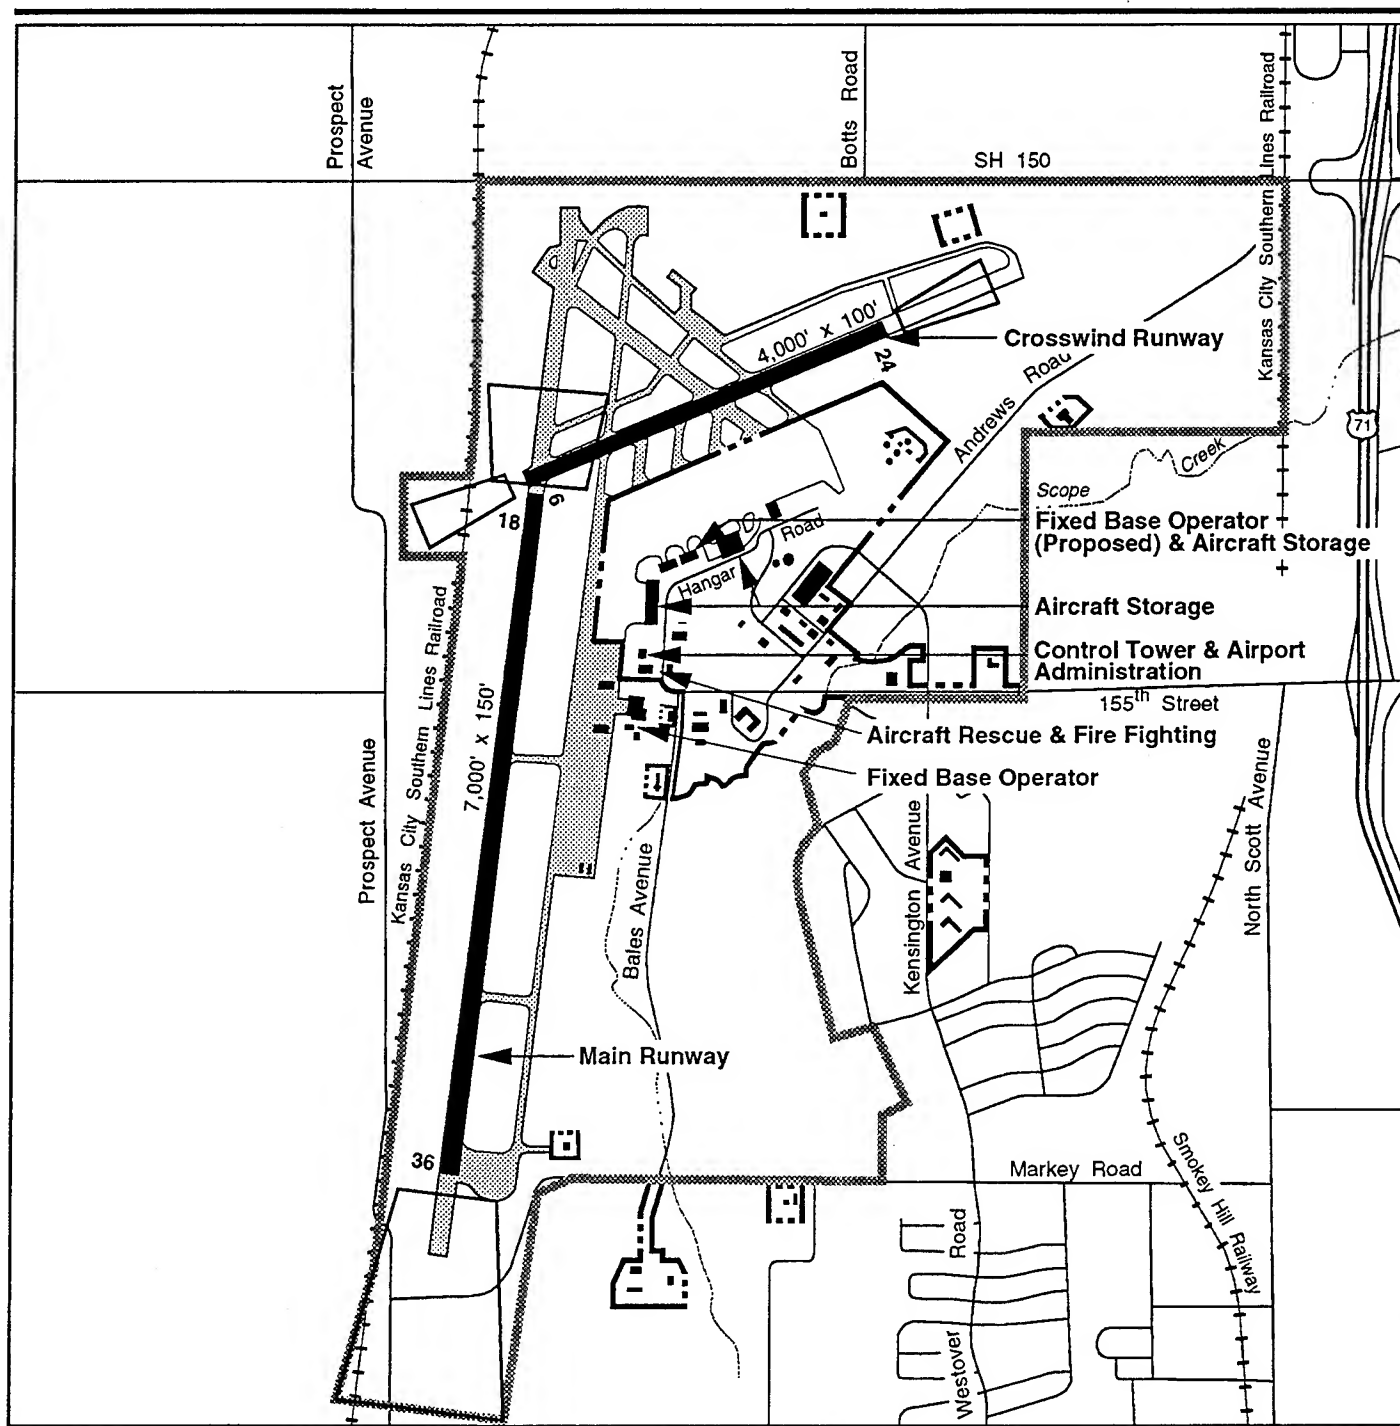 Prospect
Avenue
Botts Road
SH 150
Kansas City Southern Lines Railroad
4,000' x 100'
Crosswind Runway
24
Andrews Road
71
Creek
Scope
6
18
Road
Fixed Base Operator
(Proposed) & Aircraft Storage
Hangar
Aircraft Storage
Control Tower & Airport
Administration
155th Street
Aircraft Rescue & Fire Fighting
Fixed Base Operator
Kansas City Southern Lines Railroad
7,000' x 150'
Prospect Avenue
Bales Avenue
Kensington Avenue
North Scott Avenue
Main Runway
36
Markey Road
Smokey Hill Railway
Westover Road